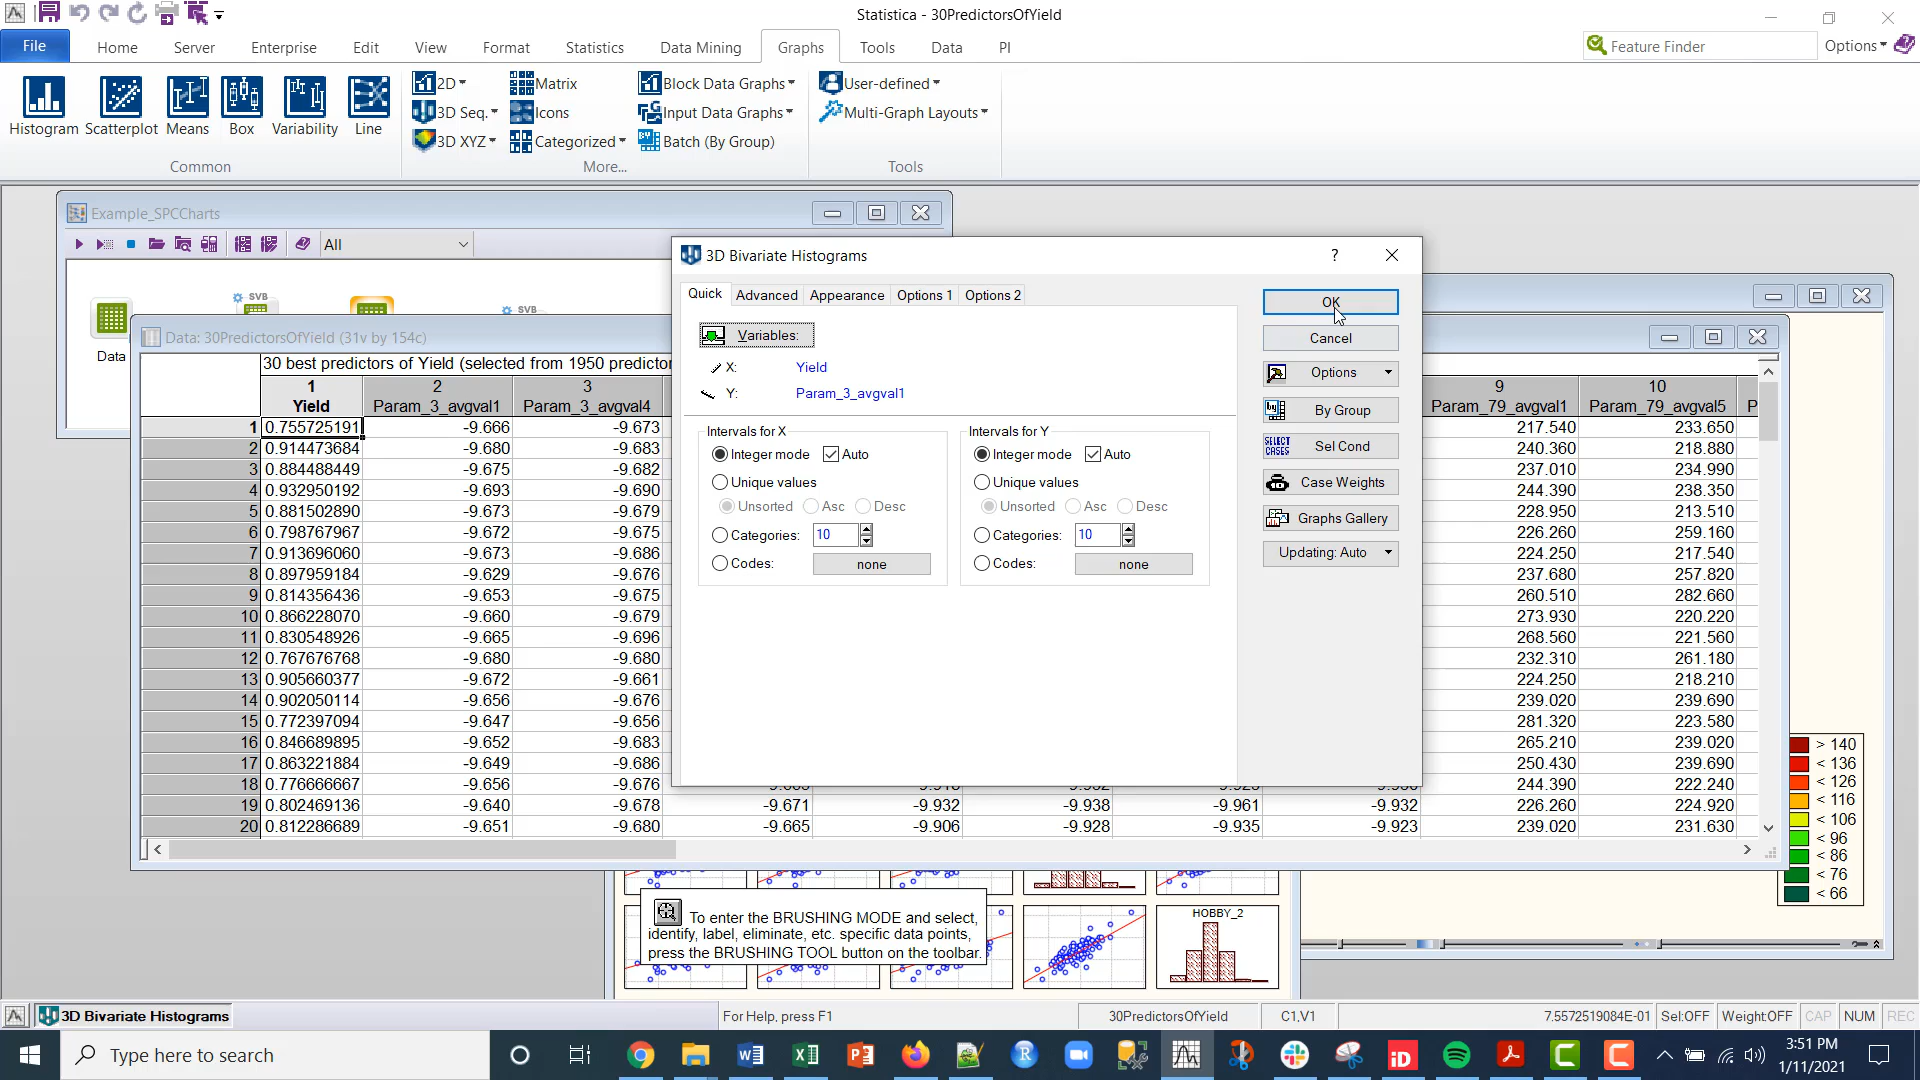 Statistica - 30PredictorsOfYield
File Home Server Enterprise Edit View Format Statistics Data Mining Graphs Tools Data PI Feature Finder Options
2D Matrix Block Data Graphs User-defined
3D Seq. Icons Input Data Graphs Multi-Graph Layouts
Histogram Scatterplot Means Box Variability Line
3D XYZ Categorized Batch (By Group)
Common More... Tools
Example_SPCCharts
All
SVB
SVB
Data
Data: 30PredictorsOfYield (31v by 154c)
30 best predictors of Yield (selected from 1950 predictor
1 2 3 9 10
Yield Param_3_avgval1 Param_3_avgval4 Param_79_avgval1 Param_79_avgval5 P
1 0.755725191 -9.666 -9.673 217.540 233.650
2 0.914473684 -9.680 -9.683 240.360 218.880
3 0.884488449 -9.675 -9.682 237.010 234.990
4 0.932950192 -9.693 -9.690 244.390 238.350
5 0.881502890 -9.673 -9.679 228.950 213.510
6 0.798767967 -9.672 -9.675 226.260 259.160
7 0.913696060 -9.673 -9.686 224.250 217.540
8 0.897959184 -9.629 -9.676 237.680 257.820
9 0.814356436 -9.653 -9.675 260.510 282.660
10 0.866228070 -9.660 -9.679 273.930 220.220
11 0.830548926 -9.665 -9.696 268.560 221.560
12 0.767676768 -9.680 -9.680 232.310 261.180
13 0.905660377 -9.672 -9.661 224.250 218.210
14 0.902050114 -9.656 -9.676 239.020 239.690
15 0.772397094 -9.647 -9.656 281.320 223.580
16 0.846689895 -9.652 -9.683 265.210 239.020
17 0.863221884 -9.649 -9.686 250.430 239.690
18 0.776666667 -9.656 -9.676 244.390 222.240
19 0.802469136 -9.640 -9.678 -9.671 -9.932 -9.938 -9.961 -9.932 226.260 224.920
20 0.812286689 -9.651 -9.680 -9.665 -9.906 -9.928 -9.935 -9.923 239.020 231.630
3D Bivariate Histograms
?
Quick Advanced Appearance Options 1 Options 2
Variables:
X: Yield
Y: Param_3_avgval1
Intervals for X
Integer mode Auto
Unique values
Unsorted Asc Desc
Categories: 10
Codes: none
Intervals for Y
Integer mode Auto
Unique values
Unsorted Asc Desc
Categories: 10
Codes: none
OK
Cancel
Options
By Group
SELECT CASES Sel Cond
Case Weights
Graphs Gallery
Updating: Auto
> 140
< 136
< 126
< 116
< 106
< 96
< 86
< 76
< 66
To enter the BRUSHING MODE and select,
identify, label, eliminate, etc. specific data points,
press the BRUSHING TOOL button on the toolbar.
HOBBY_2
3D Bivariate Histograms For Help, press F1 30PredictorsOfYield C1,V1 7.5572519084E-01 Sel:OFF Weight:OFF CAP NUM REC
Type here to search
3:51 PM
1/11/2021